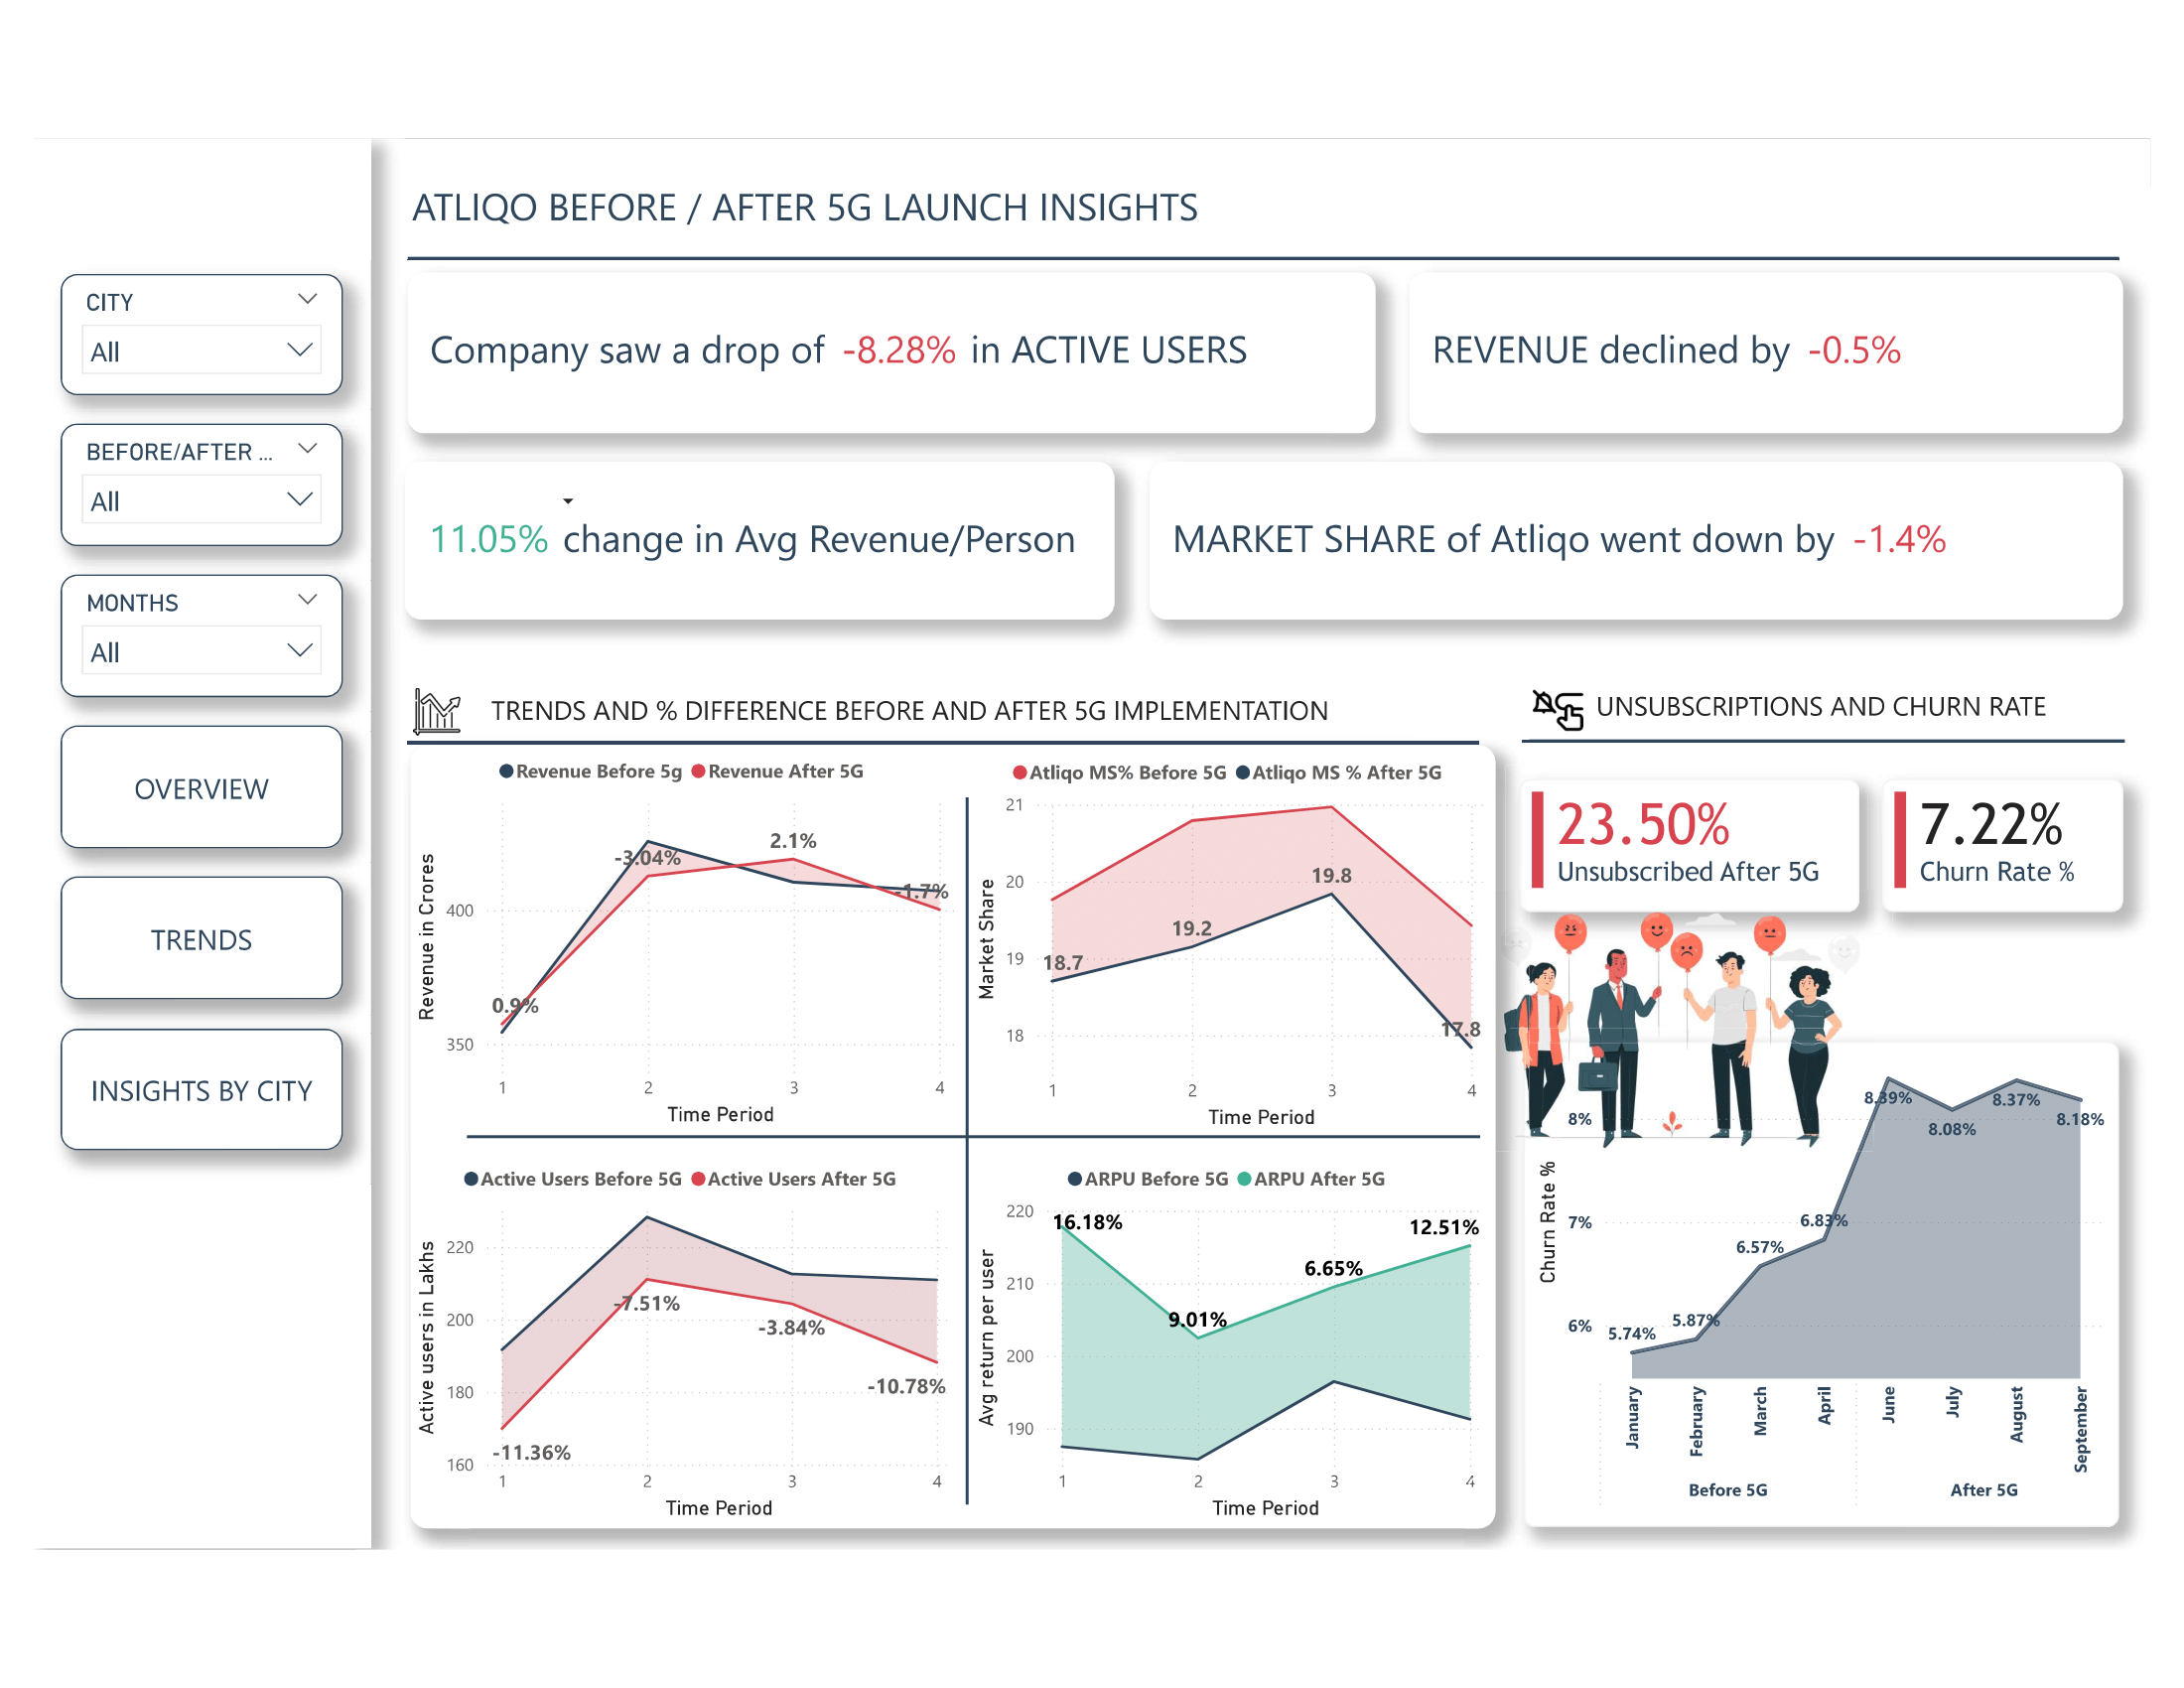 ATLIQO BEFORE / AFTER 5G LAUNCH INSIGHTS
CITY
All
BEFORE/AFTER ...
All
MONTHS
All
OVERVIEW
TRENDS
INSIGHTS BY CITY
Company saw a drop of -8.28% in ACTIVE USERS
REVENUE declined by -0.5%
11.05% change in Avg Revenue/Person
MARKET SHARE of Atliqo went down by -1.4%
TRENDS AND % DIFFERENCE BEFORE AND AFTER 5G IMPLEMENTATION
Revenue Before 5g Revenue After 5G
Revenue in Crores
400
350
0.9%
-3.04%
2.1%
-1.7%
1 2 3 4
Time Period
Atliqo MS% Before 5G Atliqo MS % After 5G
Market Share
21
20
19
18
18.7
19.2
19.8
17.8
1 2 3 4
Time Period
Active Users Before 5G Active Users After 5G
Active users in Lakhs
220
200
180
160
-11.36%
-7.51%
-3.84%
-10.78%
1 2 3 4
Time Period
ARPU Before 5G ARPU After 5G
Avg return per user
220
210
200
190
16.18%
9.01%
6.65%
12.51%
1 2 3 4
Time Period
UNSUBSCRIPTIONS AND CHURN RATE
23.50%
Unsubscribed After 5G
7.22%
Churn Rate %
Churn Rate %
8%
7%
6%
5.74%
5.87%
6.57%
6.83%
8.39%
8.08%
8.37%
8.18%
January
February
March
April
June
July
August
September
Before 5G
After 5G